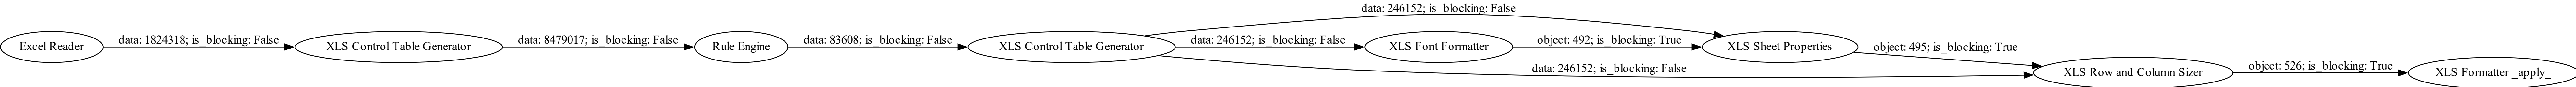 data: 246152; is_blocking: False
Excel Reader
data: 1824318; is_blocking: False
XLS Control Table Generator
data: 8479017; is_blocking: False
Rule Engine
data: 83608; is_blocking: False
XLS Control Table Generator
data: 246152; is_blocking: False
XLS Font Formatter
object: 492; is_blocking: True
XLS Sheet Properties
object: 495; is_blocking: True
data: 246152; is_blocking: False
XLS Row and Column Sizer
object: 526; is_blocking: True
XLS Formatter _apply_